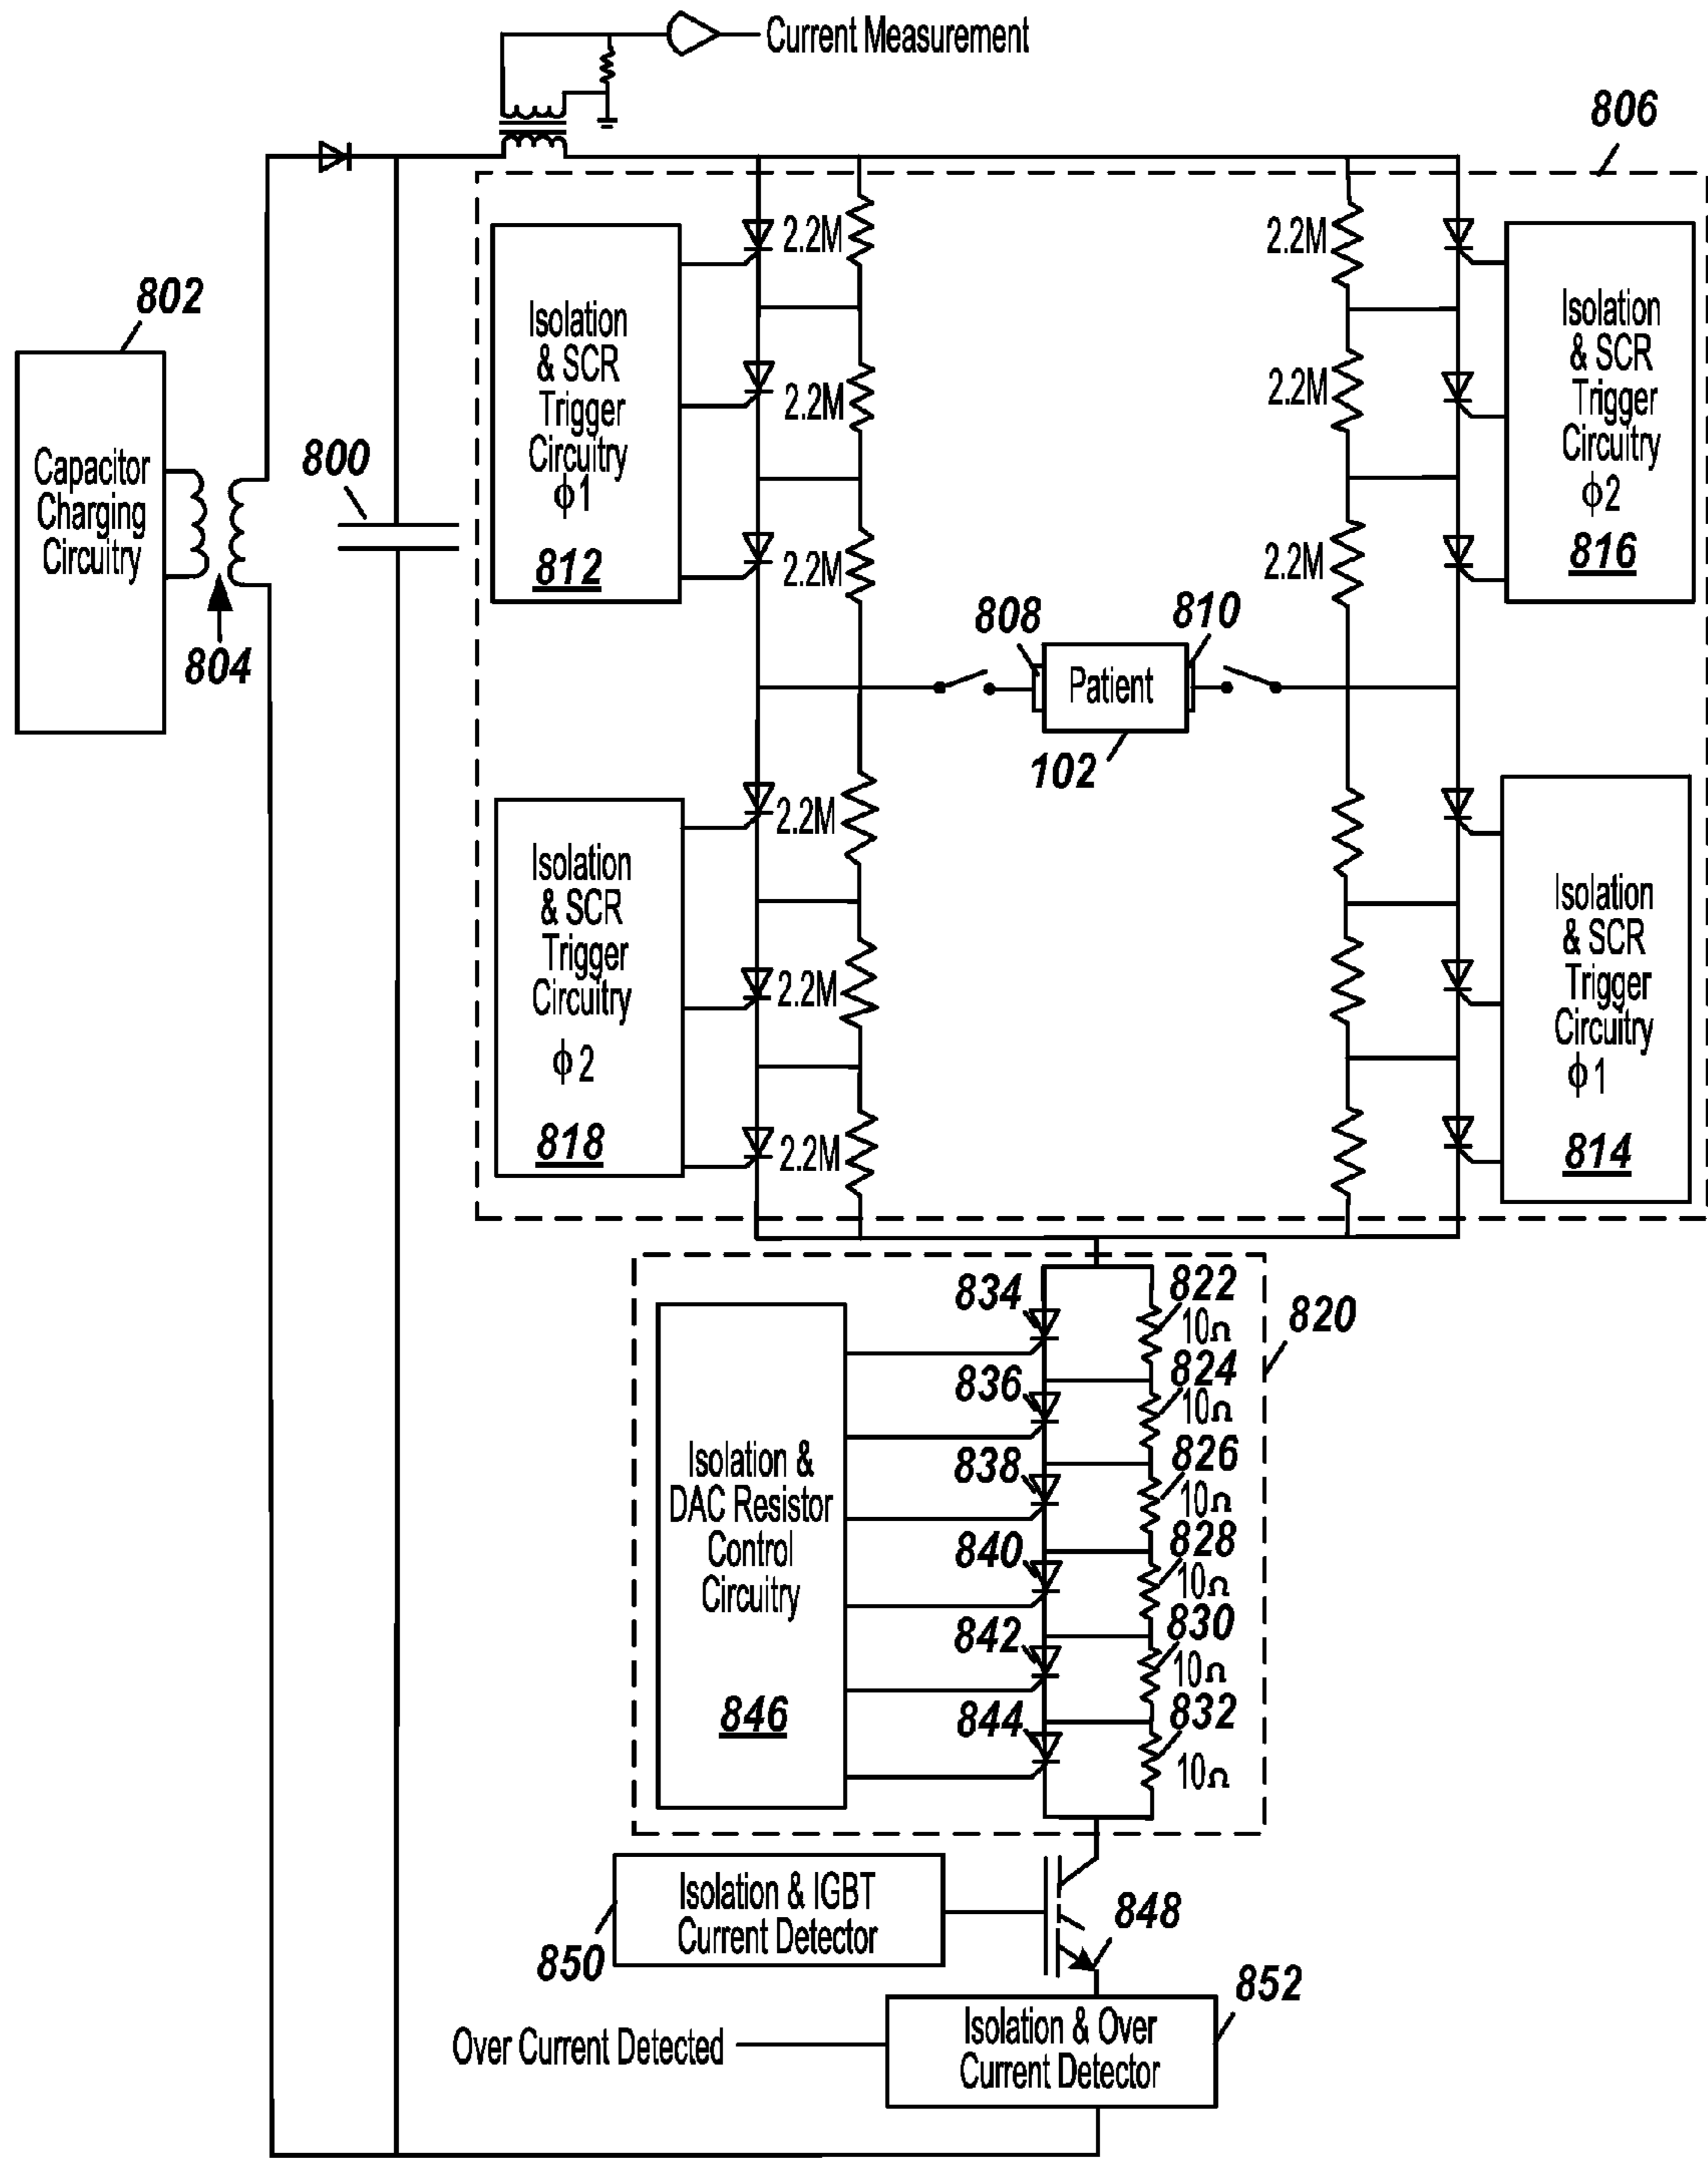 Current Measurement
806
802
Capacitor
Charging
Circuitry
804
800
Isolation
& SCR
Trigger
Circuitry
ϕ1
812
2.2M
2.2M
2.2M
2.2M
2.2M
2.2M
Isolation
& SCR
Trigger
Circuitry
ϕ2
816
808
810
Patient
102
Isolation
& SCR
Trigger
Circuitry
ϕ2
818
2.2M
2.2M
2.2M
Isolation
& SCR
Trigger
Circuitry
ϕ1
814
820
Isolation &
DAC Resistor
Control
Circuitry
846
834
836
838
840
842
844
822
10Ω
824
10Ω
826
10Ω
828
10Ω
830
10Ω
832
10Ω
Isolation & IGBT
Current Detector
850
848
852
Isolation & Over
Current Detector
Over Current Detected